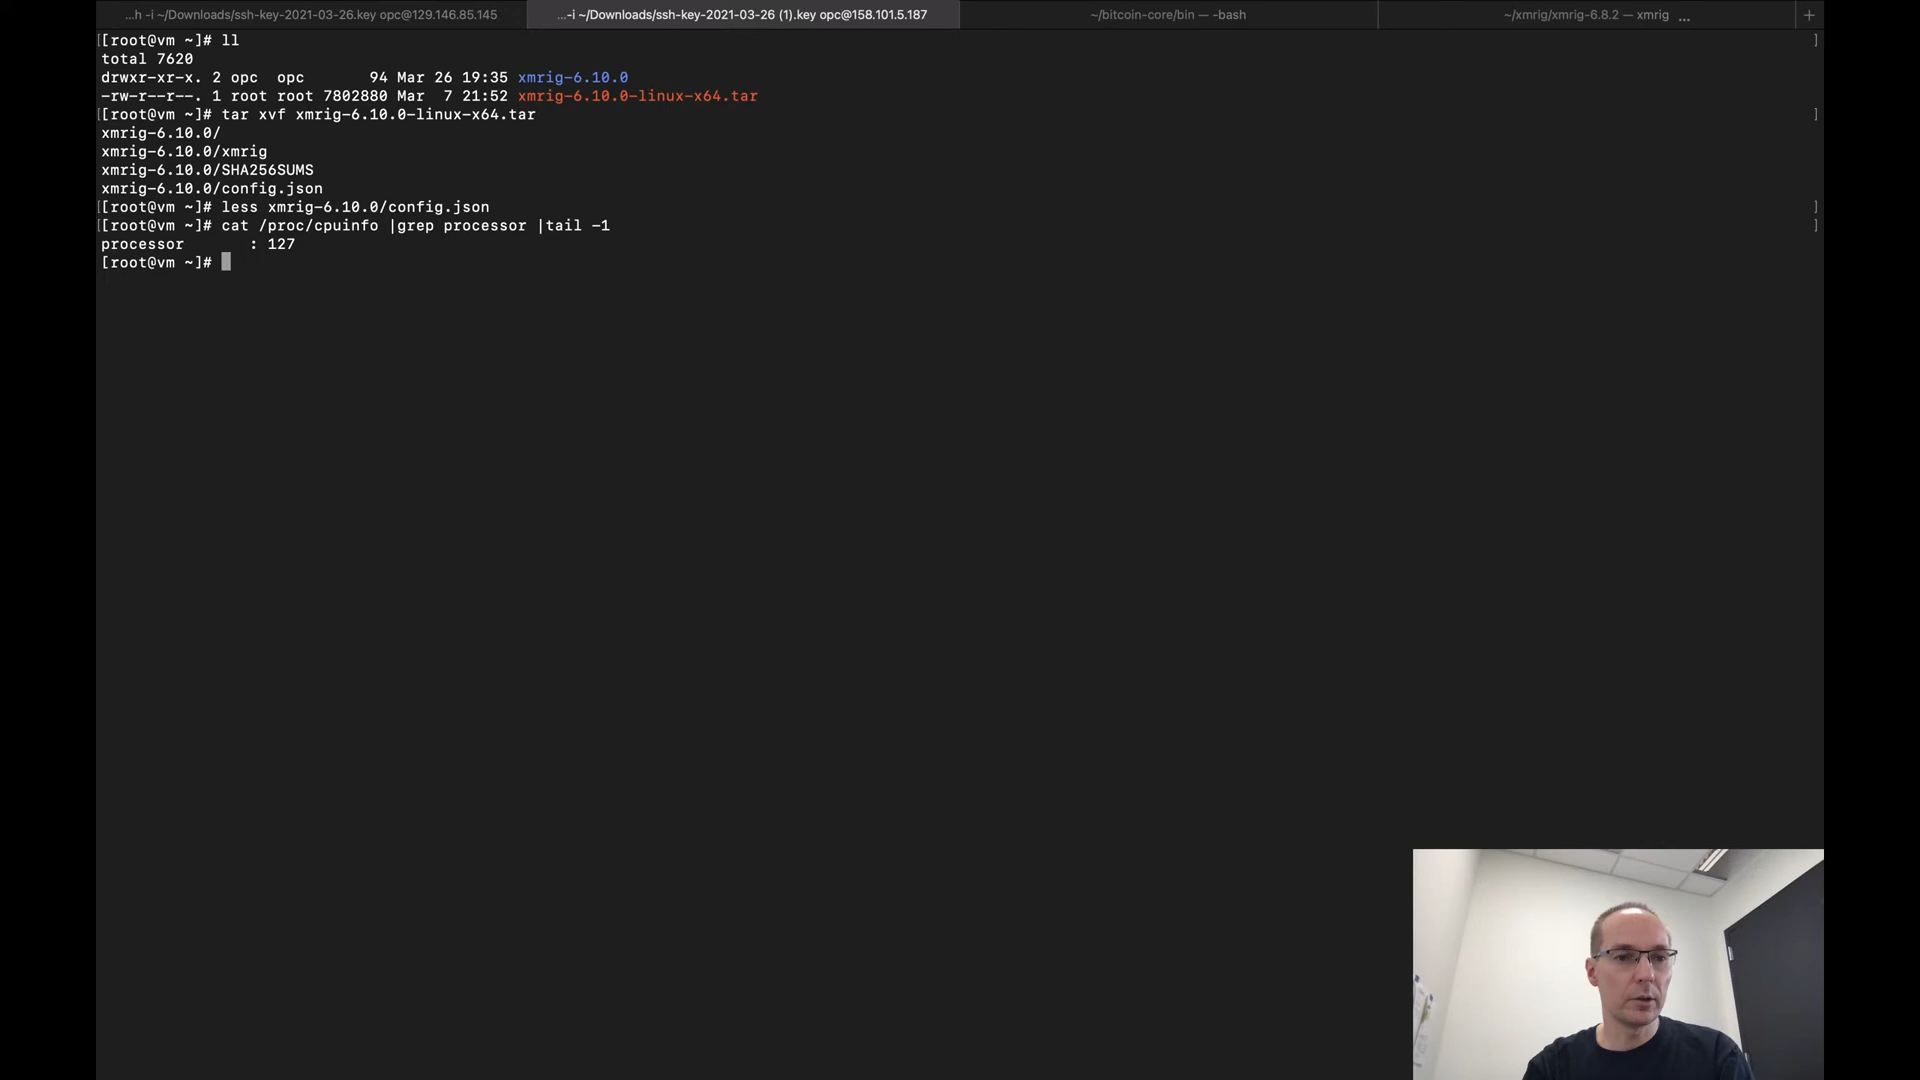 ...h -i ~/Downloads/ssh-key-2021-03-26.key opc@129.146.85.145
...-i ~/Downloads/ssh-key-2021-03-26 (1).key opc@158.101.5.187
~/bitcoin-core/bin — -bash
~/xmrig/xmrig-6.8.2 — xmrig ...
+
[[root@vm ~]# ll ]
total 7620
drwxr-xr-x. 2 opc  opc       94 Mar 26 19:35 xmrig-6.10.0
-rw-r--r--. 1 root root 7802880 Mar  7 21:52 xmrig-6.10.0-linux-x64.tar
[[root@vm ~]# tar xvf xmrig-6.10.0-linux-x64.tar ]
xmrig-6.10.0/
xmrig-6.10.0/xmrig
xmrig-6.10.0/SHA256SUMS
xmrig-6.10.0/config.json
[[root@vm ~]# less xmrig-6.10.0/config.json ]
[[root@vm ~]# cat /proc/cpuinfo |grep processor |tail -1 ]
processor       : 127
[root@vm ~]#